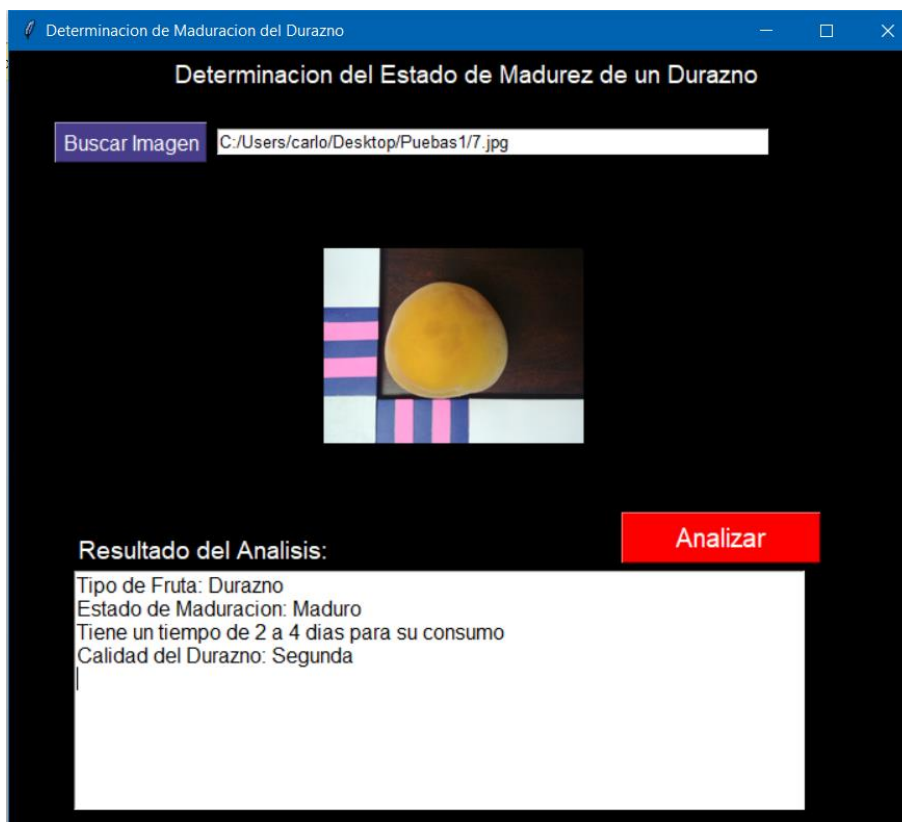 Determinacion de Maduracion del Durazno
Determinacion del Estado de Madurez de un Durazno
Buscar Imagen C:/Users/carlo/Desktop/Puebas1/7.jpg
Analizar
Resultado del Analisis:
Tipo de Fruta: Durazno
Estado de Maduracion: Maduro
Tiene un tiempo de 2 a 4 dias para su consumo
Calidad del Durazno: Segunda